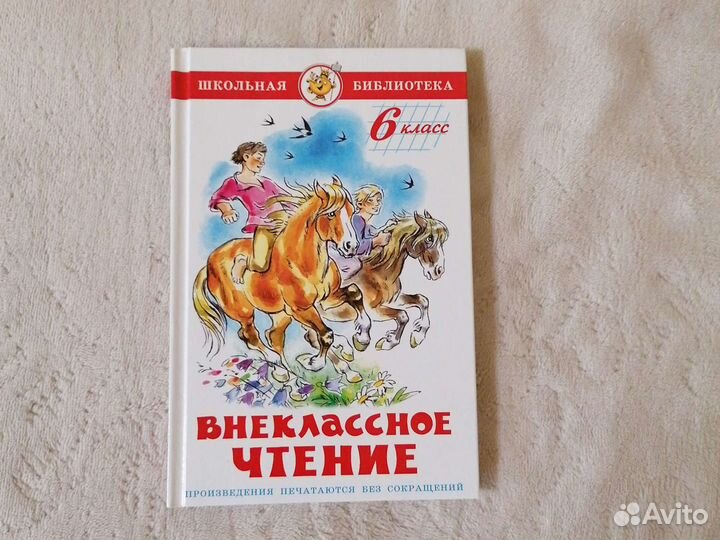 ШКОЛЬНАЯ БИБЛИОТЕКА
6 класс
ВНЕКЛАССНОЕ
ЧТЕНИЕ
ПРОИЗВЕДЕНИЯ ПЕЧАТАЮТСЯ БЕЗ СОКРАЩЕНИЙ
Avito